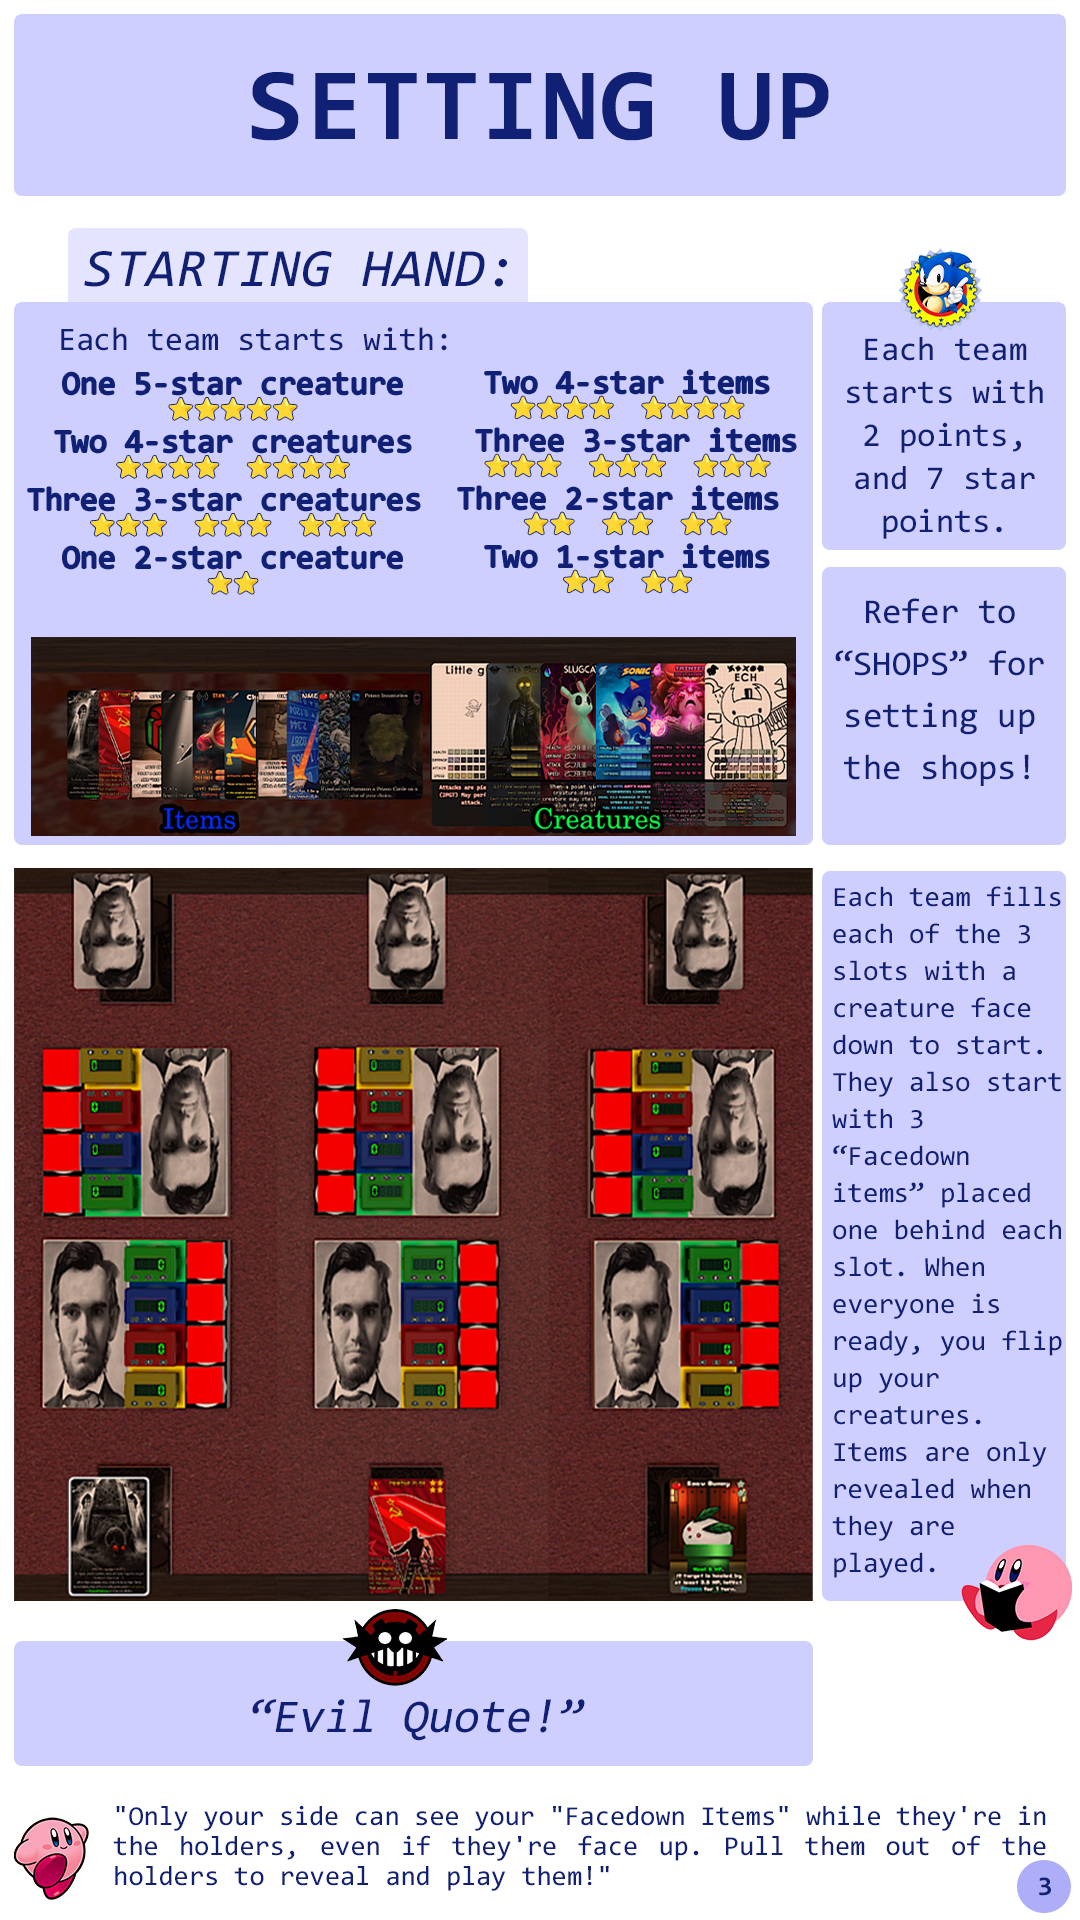 SETTING UP
STARTING HAND:
Each team starts with:
One 5-star creature
Two 4-star creatures
Three 3-star creatures
One 2-star creature
Two 4-star items
Three 3-star items
Three 2-star items
Two 1-star items
Each team
starts with
2 points,
and 7 star
points.
Refer to
“SHOPS” for
setting up
the shops!
Little g
SLUGCA
SONIC
ECH
Items
Creatures
Each team fills
each of the 3
slots with a
creature face
down to start.
They also start
with 3
“Facedown
items” placed
one behind each
slot. When
everyone is
ready, you flip
up your
creatures.
Items are only
revealed when
they are
played.
Snow Bunny
“Evil Quote!”
"Only your side can see your "Facedown Items" while they're in
the holders, even if they're face up. Pull them out of the
holders to reveal and play them!"
3